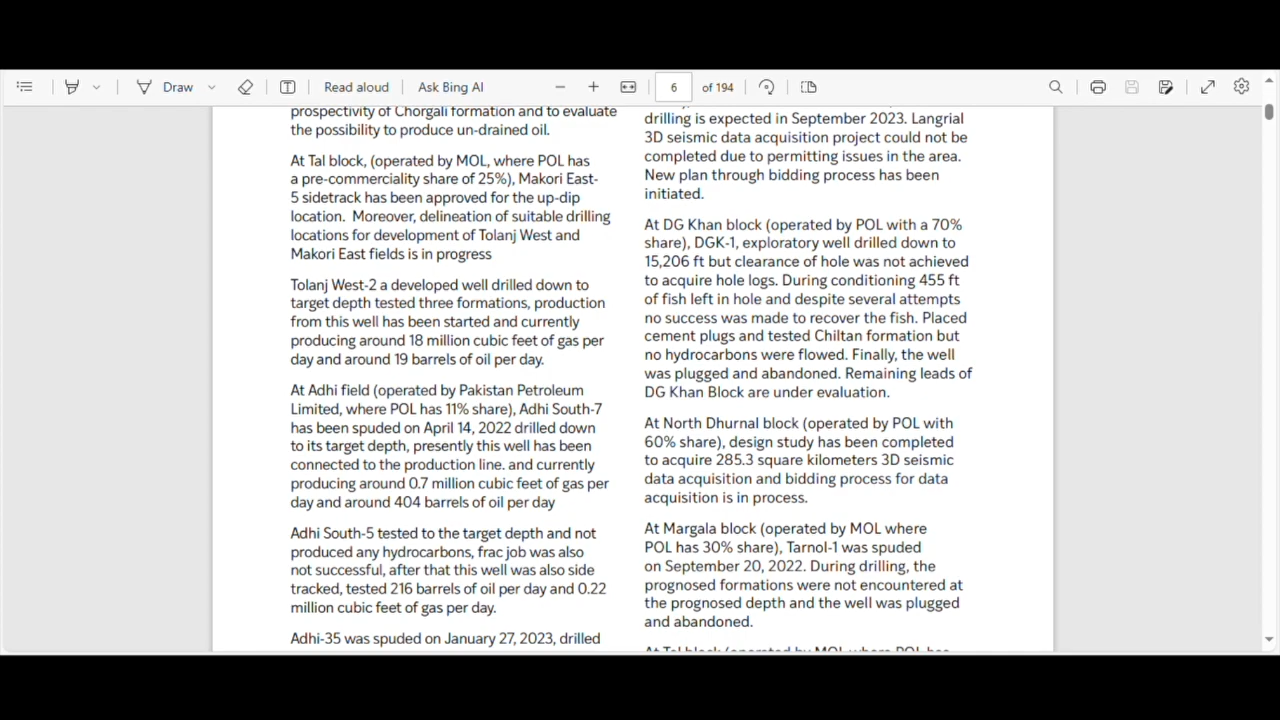 Draw
Read aloud
Ask Bing AI
6 of 194
prospectivity of Chorgali formation and to evaluate
the possibility to produce un-drained oil.
At Tal block, (operated by MOL, where POL has
a pre-commerciality share of 25%), Makori East-
5 sidetrack has been approved for the up-dip
location. Moreover, delineation of suitable drilling
locations for development of Tolanj West and
Makori East fields is in progress
Tolanj West-2 a developed well drilled down to
target depth tested three formations, production
from this well has been started and currently
producing around 18 million cubic feet of gas per
day and around 19 barrels of oil per day.
At Adhi field (operated by Pakistan Petroleum
Limited, where POL has 11% share), Adhi South-7
has been spuded on April 14, 2022 drilled down
to its target depth, presently this well has been
connected to the production line. and currently
producing around 0.7 million cubic feet of gas per
day and around 404 barrels of oil per day
Adhi South-5 tested to the target depth and not
produced any hydrocarbons, frac job was also
not successful, after that this well was also side
tracked, tested 216 barrels of oil per day and 0.22
million cubic feet of gas per day.
Adhi-35 was spuded on January 27, 2023, drilled
drilling is expected in September 2023. Langrial
3D seismic data acquisition project could not be
completed due to permitting issues in the area.
New plan through bidding process has been
initiated.
At DG Khan block (operated by POL with a 70%
share), DGK-1, exploratory well drilled down to
15,206 ft but clearance of hole was not achieved
to acquire hole logs. During conditioning 455 ft
of fish left in hole and despite several attempts
no success was made to recover the fish. Placed
cement plugs and tested Chiltan formation but
no hydrocarbons were flowed. Finally, the well
was plugged and abandoned. Remaining leads of
DG Khan Block are under evaluation.
At North Dhurnal block (operated by POL with
60% share), design study has been completed
to acquire 285.3 square kilometers 3D seismic
data acquisition and bidding process for data
acquisition is in process.
At Margala block (operated by MOL where
POL has 30% share), Tarnol-1 was spuded
on September 20, 2022. During drilling, the
prognosed formations were not encountered at
the prognosed depth and the well was plugged
and abandoned.
At Tal block (operated by MOL where POL has